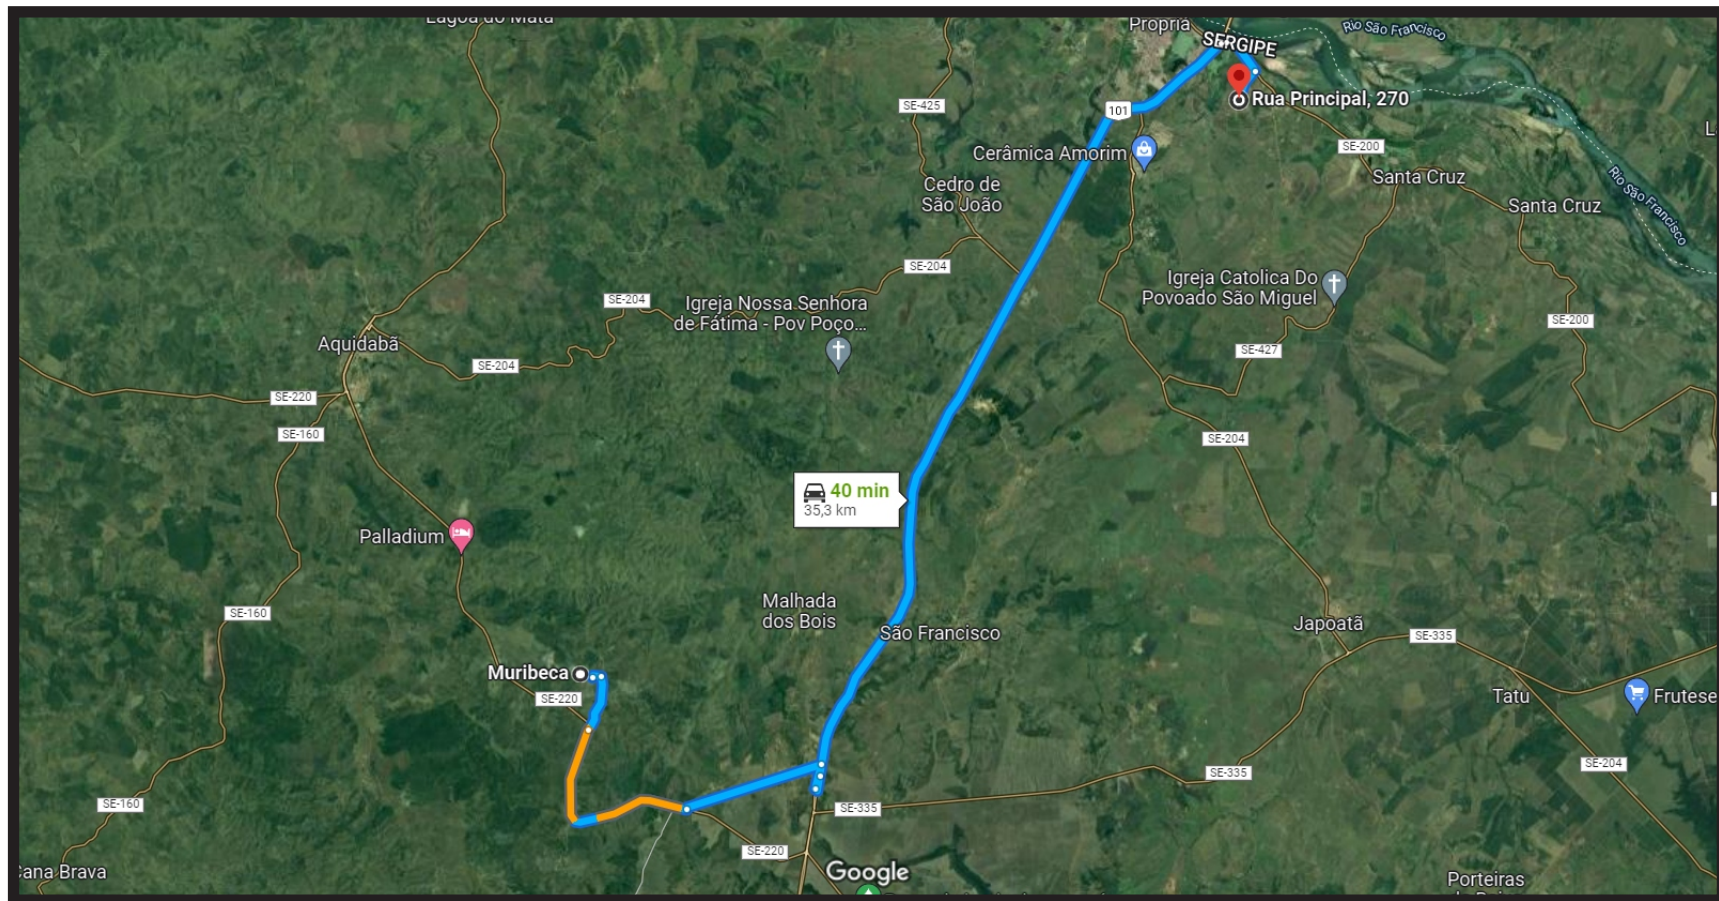 Lagoa do Mata
Propriá
SERGIPE
Rio São Francisco
Rua Principal, 270
101
SE-425
Cerâmica Amorim
SE-200
Santa Cruz
Rio São Francisco
Cedro de
São João
Santa Cruz
SE-204
Igreja Catolica Do
Povoado São Miguel
SE-204
Igreja Nossa Senhora
de Fátima - Pov Poço...
SE-200
Aquidabã
SE-204
SE-427
SE-220
SE-160
SE-204
40 min
35,3 km
Palladium
Malhada
dos Bois
SE-160
São Francisco
Japoatã
SE-335
Muribeca
SE-220
Tatu
Frutese
SE-204
SE-335
SE-160
SE-335
SE-220
Google
Cana Brava
Porteiras